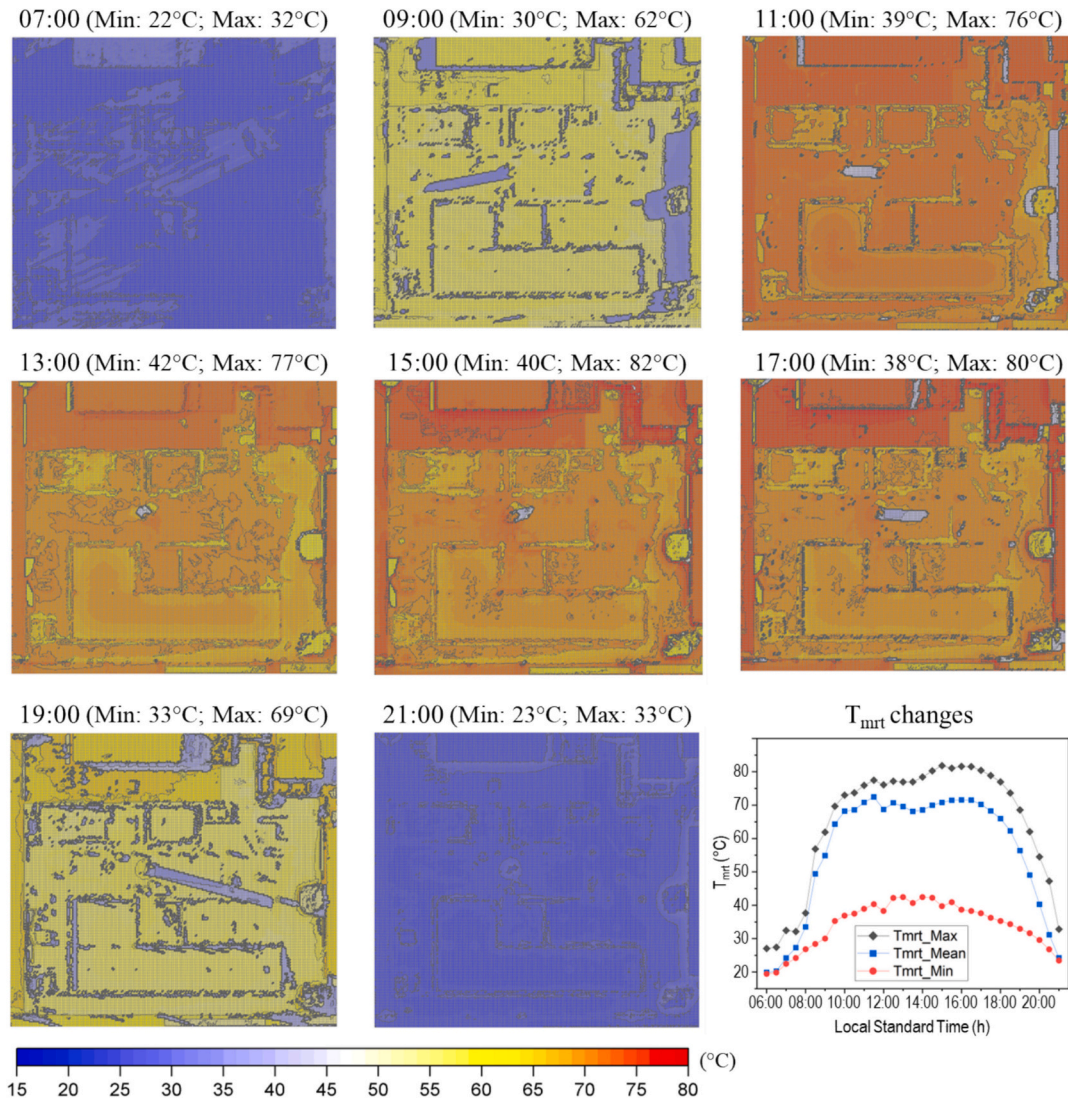 07:00 (Min: 22°C; Max: 32°C)
09:00 (Min: 30°C; Max: 62°C)
11:00 (Min: 39°C; Max: 76°C)
13:00 (Min: 42°C; Max: 77°C)
15:00 (Min: 40C; Max: 82°C)
17:00 (Min: 38°C; Max: 80°C)
19:00 (Min: 33°C; Max: 69°C)
21:00 (Min: 23°C; Max: 33°C)
Tmrt changes
80
70
60
50
40
30
20
Tmrt (°C)
Tmrt_Max
Tmrt_Mean
Tmrt_Min
06:00 08:00 10:00 12:00 14:00 16:00 18:00 20:00
Local Standard Time (h)
(°C)
15 20 25 30 35 40 45 50 55 60 65 70 75 80